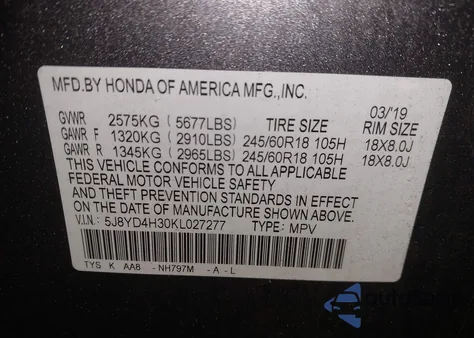 MFD.BY HONDA OF AMERICA MFG.,INC.
03/'19
GVWR 2575KG ( 5677LBS) TIRE SIZE RIM SIZE
GAWR F 1320KG ( 2910LBS) 245/60R18 105H 18X8.0J
GAWR R 1345KG ( 2965LBS) 245/60R18 105H 18X8.0J
THIS VEHICLE CONFORMS TO ALL APPLICABLE
FEDERAL MOTOR VEHICLE SAFETY
AND THEFT PREVENTION STANDARDS IN EFFECT
ON THE DATE OF MANUFACTURE SHOWN ABOVE.
V.I.N.: 5J8YD4H30KL027277 TYPE: MPV
TYS K AAB -NH797M -A -L